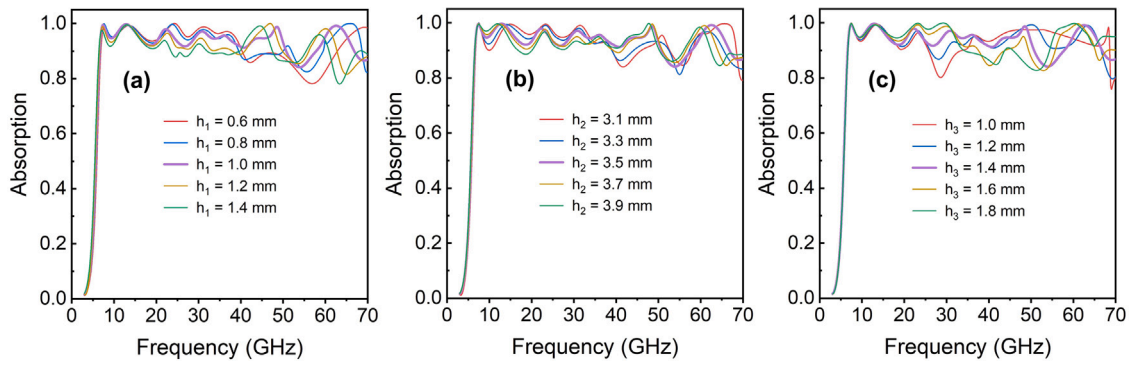 Absorption
1.0
0.8
0.6
0.4
0.2
0.0
(a)
h₁ = 0.6 mm
h₁ = 0.8 mm
h₁ = 1.0 mm
h₁ = 1.2 mm
h₁ = 1.4 mm
0 10 20 30 40 50 60 70
Frequency (GHz)
Absorption
1.0
0.8
0.6
0.4
0.2
0.0
(b)
h₂ = 3.1 mm
h₂ = 3.3 mm
h₂ = 3.5 mm
h₂ = 3.7 mm
h₂ = 3.9 mm
0 10 20 30 40 50 60 70
Frequency (GHz)
Absorption
1.0
0.8
0.6
0.4
0.2
0.0
(c)
h₃ = 1.0 mm
h₃ = 1.2 mm
h₃ = 1.4 mm
h₃ = 1.6 mm
h₃ = 1.8 mm
0 10 20 30 40 50 60 70
Frequency (GHz)